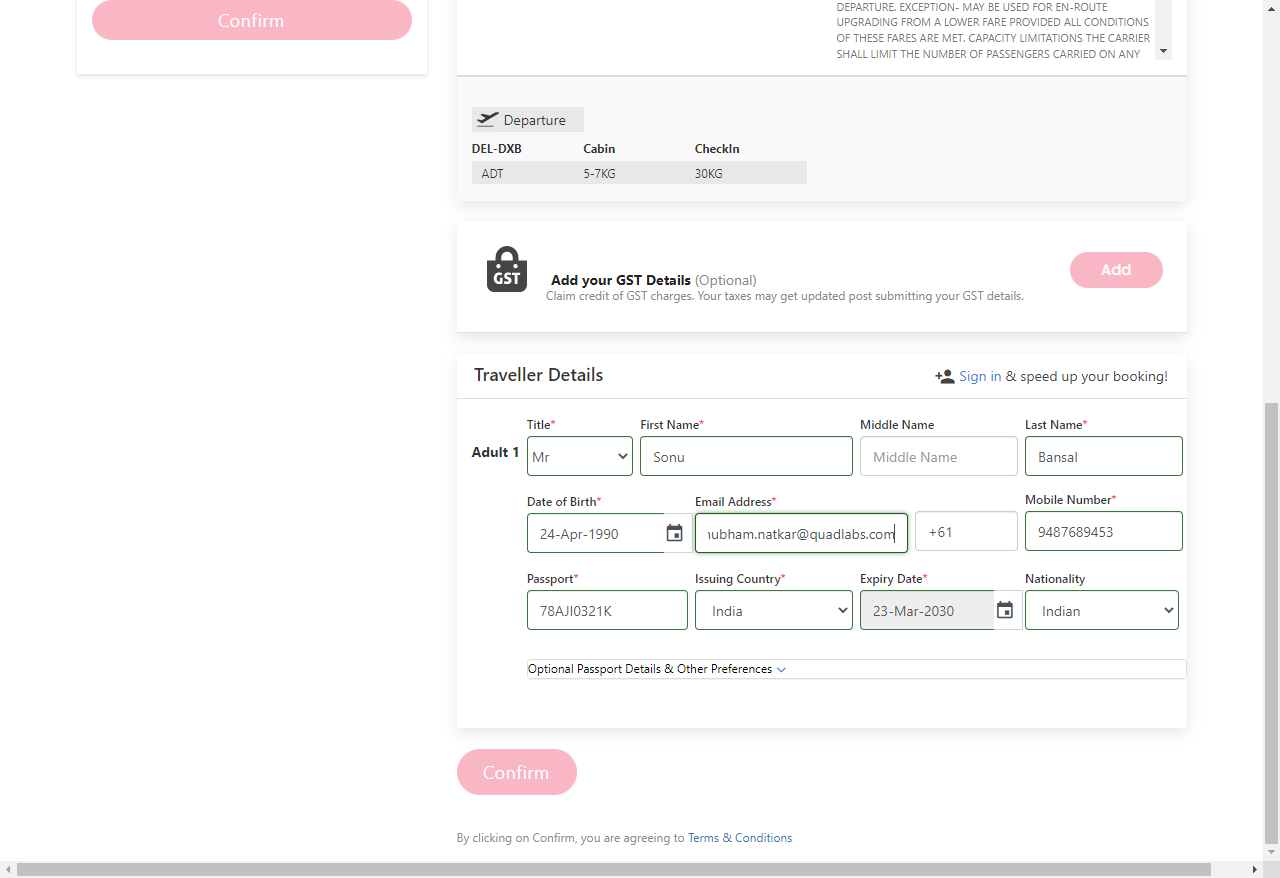 Confirm
DEPARTURE. EXCEPTION- MAY BE USED FOR EN-ROUTE
UPGRADING FROM A LOWER FARE PROVIDED ALL CONDITIONS
OF THESE FARES ARE MET. CAPACITY LIMITATIONS THE CARRIER
SHALL LIMIT THE NUMBER OF PASSENGERS CARRIED ON ANY
Departure
DEL-DXB Cabin CheckIn
ADT 5-7KG 30KG
GST
Add your GST Details (Optional)
Claim credit of GST charges. Your taxes may get updated post submitting your GST details.
Add
Traveller Details
Sign in & speed up your booking!
Title* First Name* Middle Name Last Name*
Adult 1 Mr Sonu Middle Name Bansal
Date of Birth* Email Address* Mobile Number*
24-Apr-1990 hubham.natkar@quadlabs.com +61 9487689453
Passport* Issuing Country* Expiry Date* Nationality
78AJI0321K India 23-Mar-2030 Indian
Optional Passport Details & Other Preferences
Confirm
By clicking on Confirm, you are agreeing to Terms & Conditions